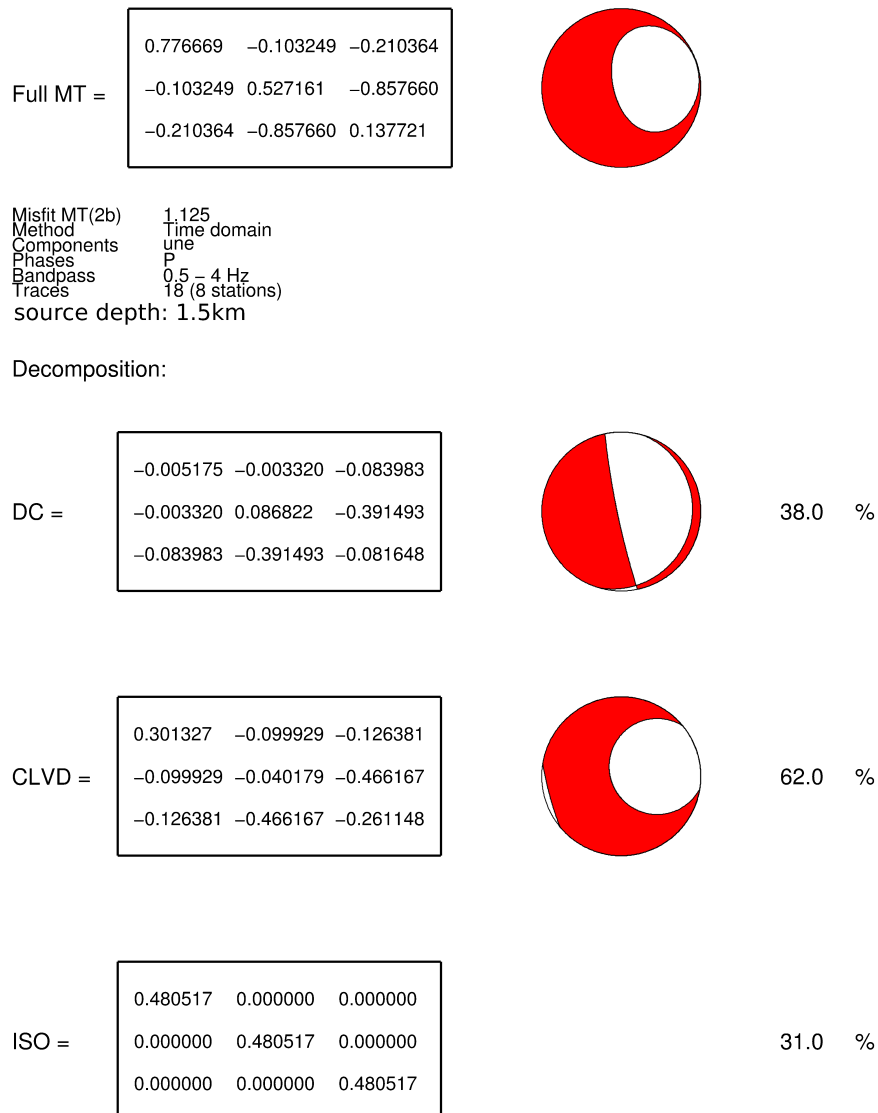 0.776669 −0.103249 −0.210364
Full MT = −0.103249 0.527161 −0.857660
−0.210364 −0.857660 0.137721
Misfit MT(2b) 1.125
Method Time domain
Components une
Phases P
Bandpass 0.5 − 4 Hz
Traces 18 (8 stations)
source depth: 1.5km
Decomposition:
−0.005175 −0.003320 −0.083983
DC = −0.003320 0.086822 −0.391493 38.0 %
−0.083983 −0.391493 −0.081648
0.301327 −0.099929 −0.126381
CLVD = −0.099929 −0.040179 −0.466167 62.0 %
−0.126381 −0.466167 −0.261148
0.480517 0.000000 0.000000
ISO = 0.000000 0.480517 0.000000 31.0 %
0.000000 0.000000 0.480517